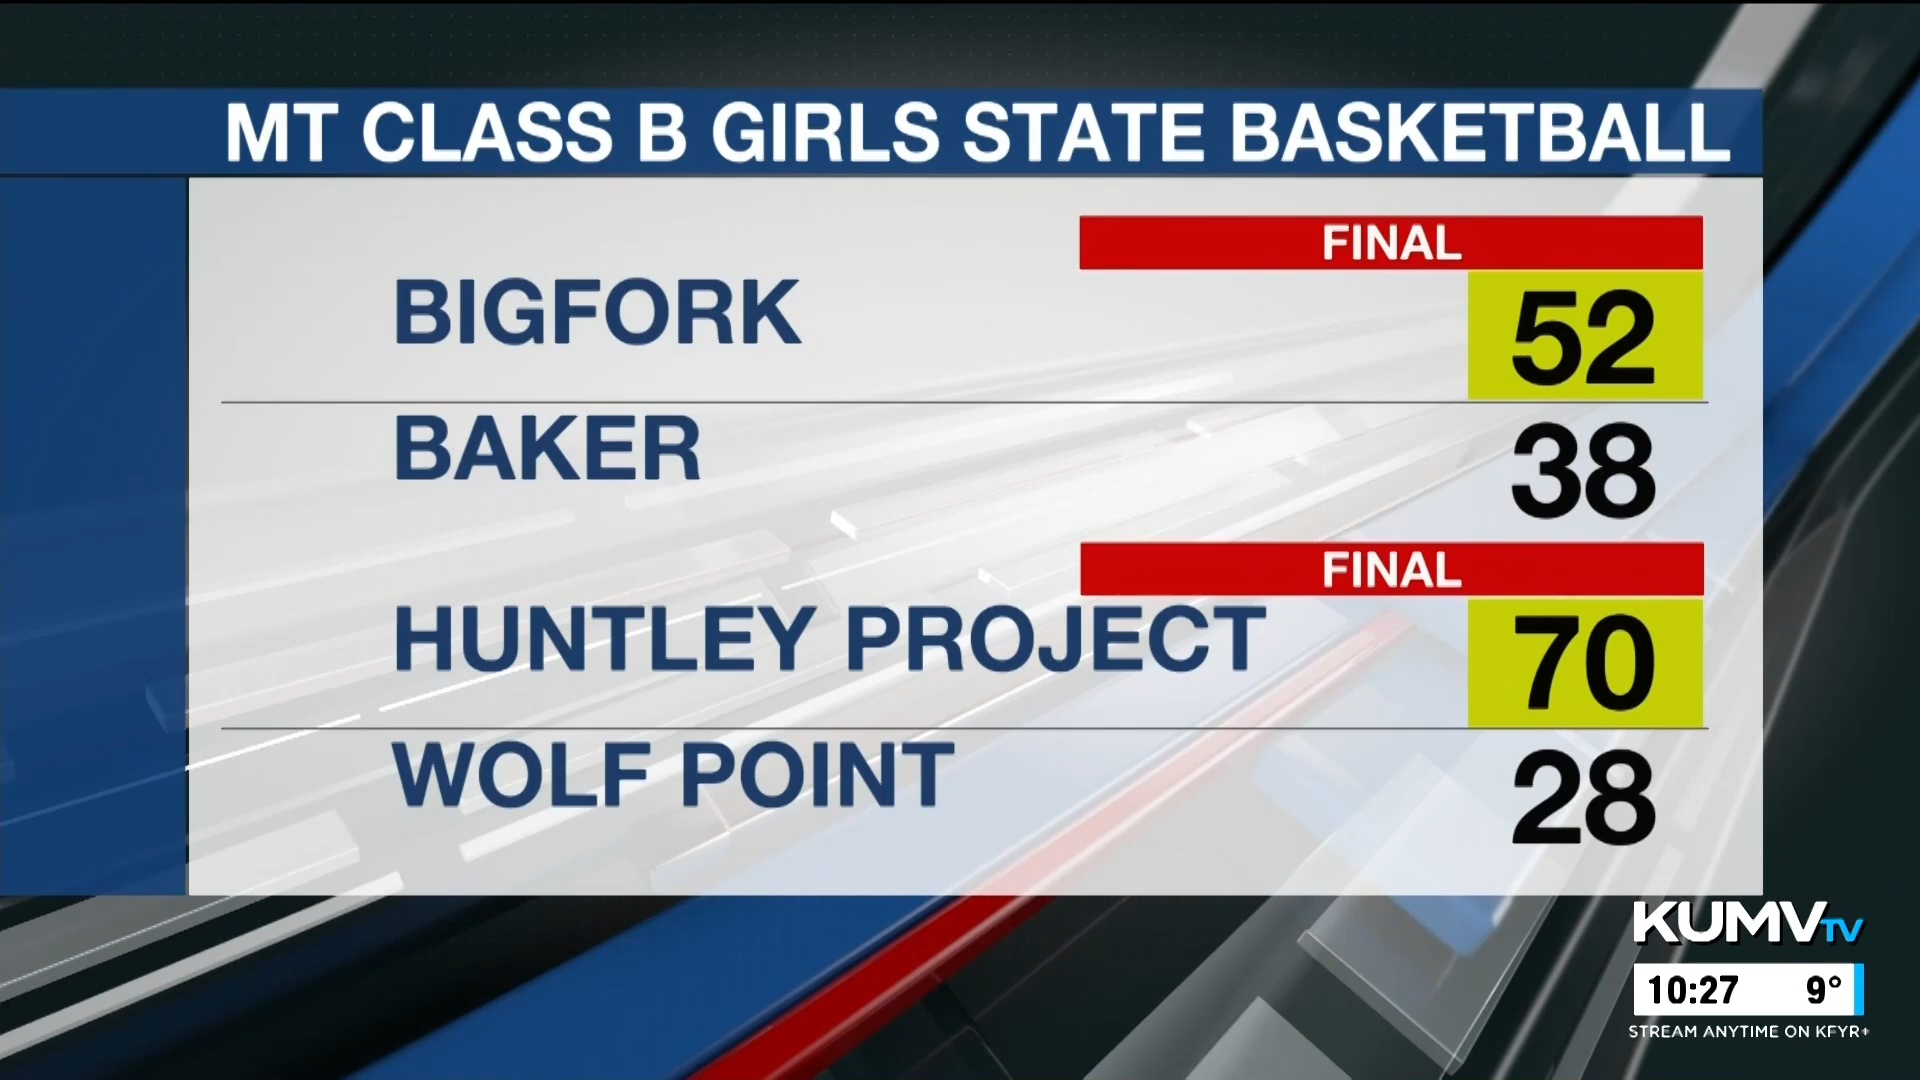 MT CLASS B GIRLS STATE BASKETBALL
FINAL
BIGFORK 52
BAKER 38
FINAL
HUNTLEY PROJECT 70
WOLF POINT 28
KUMV TV
10:27 9°
STREAM ANYTIME ON KFYR+